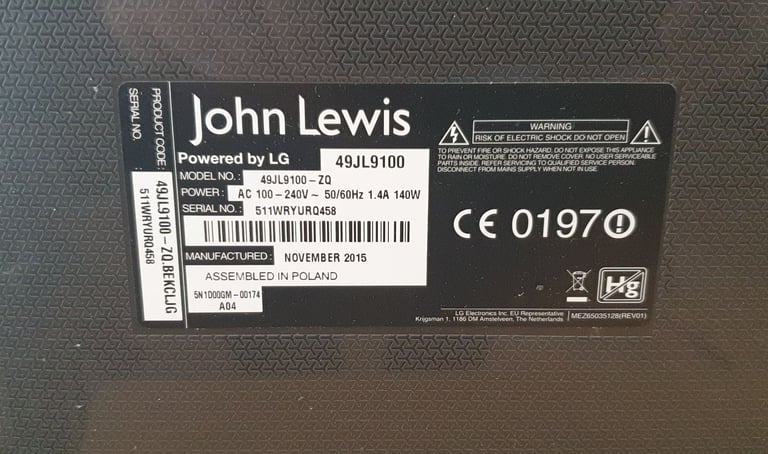 John Lewis
Powered by LG
49JL9100
MODEL NO.: 49JL9100-ZQ
POWER: AC 100-240V ~ 50/60Hz 1.4A 140W
SERIAL NO.: 511WRYURQ458
MANUFACTURED: NOVEMBER 2015
ASSEMBLED IN POLAND
5N1D00GM-00174
A04
PRODUCT CODE: 49JL9100-ZQ.BEKCLJG
SERIAL NO. 511WRYURQ458
WARNING
RISK OF ELECTRIC SHOCK DO NOT OPEN
TO PREVENT FIRE OR SHOCK HAZARD, DO NOT EXPOSE THIS APPLIANCE
TO RAIN OR MOISTURE. DO NOT REMOVE COVER. NO USER SERVICEABLE
PARTS INSIDE. REFER SERVICING TO QUALIFIED SERVICE PERSON.
DISCONNECT FROM MAINS SUPPLY WHEN NOT IN USE.
CE 0197
Hg
LG Electronics Inc. EU Representative
Krijgsman 1, 1186 DM Amstelveen, The Netherlands
MEZ65035128(REV01)